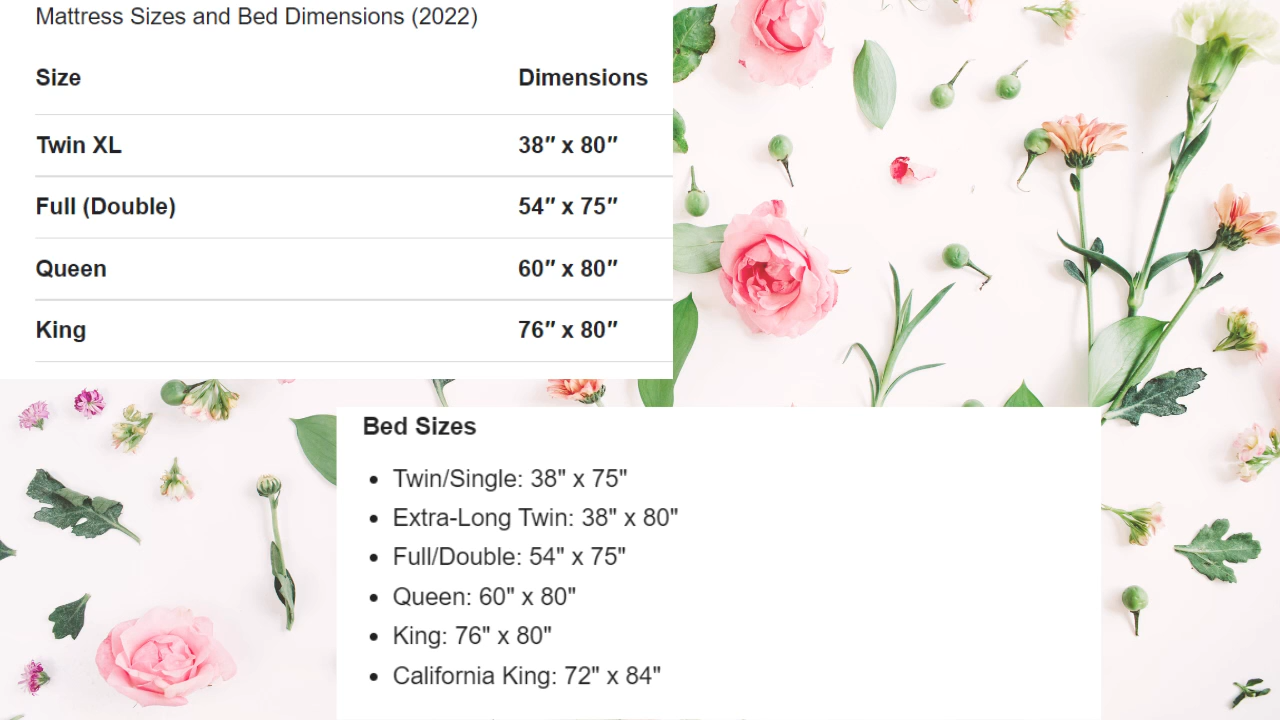 Mattress Sizes and Bed Dimensions (2022)
Size Dimensions
Twin XL 38″ x 80″
Full (Double) 54″ x 75″
Queen 60″ x 80″
King 76″ x 80″
Bed Sizes
• Twin/Single: 38" x 75"
• Extra-Long Twin: 38" x 80"
• Full/Double: 54" x 75"
• Queen: 60" x 80"
• King: 76" x 80"
• California King: 72" x 84"